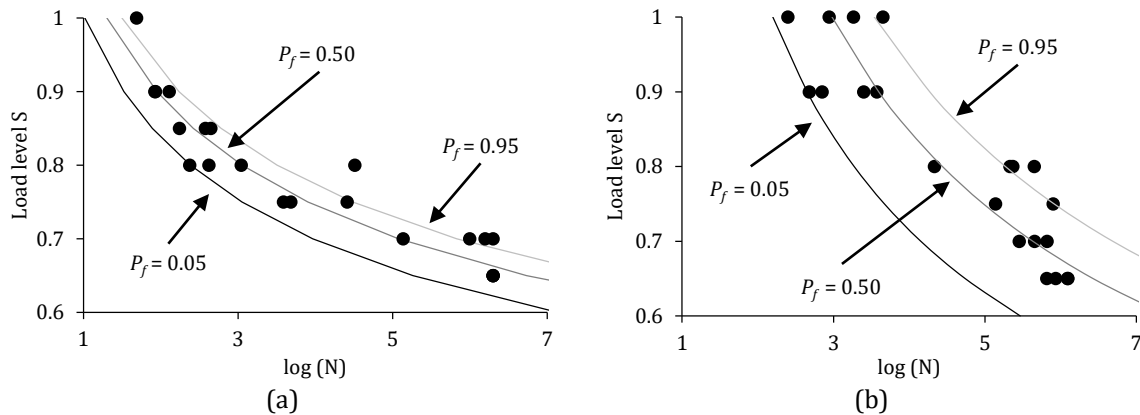 1
0.9
0.8
0.7
0.6
Load level S
P_f = 0.50
P_f = 0.95
P_f = 0.05
1 3 5 7
log (N)
(a)
1
0.9
0.8
0.7
0.6
Load level S
P_f = 0.95
P_f = 0.05
P_f = 0.50
1 3 5 7
log (N)
(b)